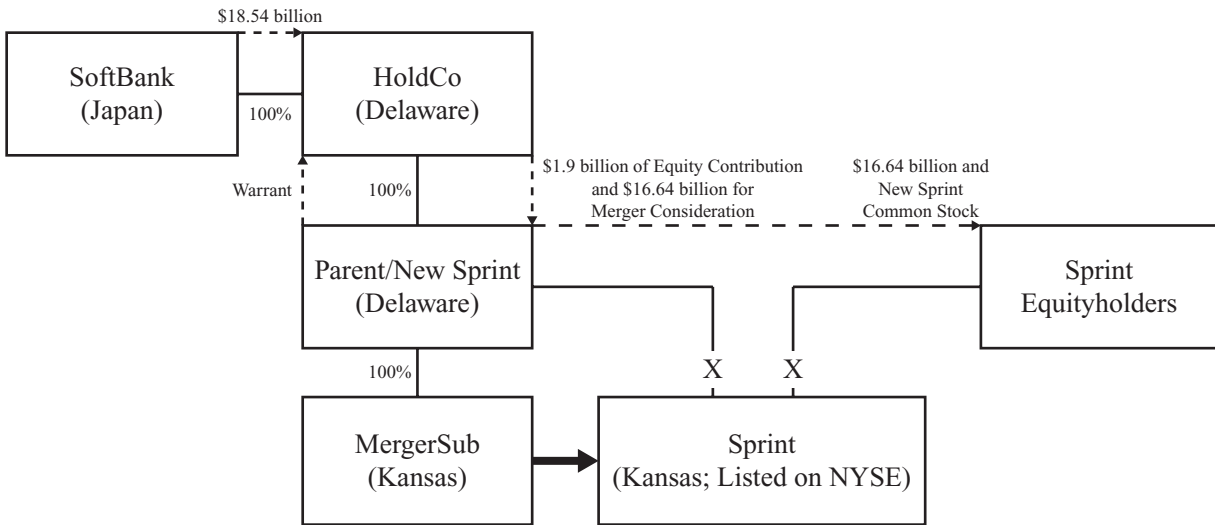 $18.54 billion
SoftBank
(Japan)
100%
HoldCo
(Delaware)
Warrant
100%
$1.9 billion of Equity Contribution
and $16.64 billion for
Merger Consideration
$16.64 billion and
New Sprint
Common Stock
Parent/New Sprint
(Delaware)
Sprint
Equityholders
100%
X
X
MergerSub
(Kansas)
Sprint
(Kansas; Listed on NYSE)